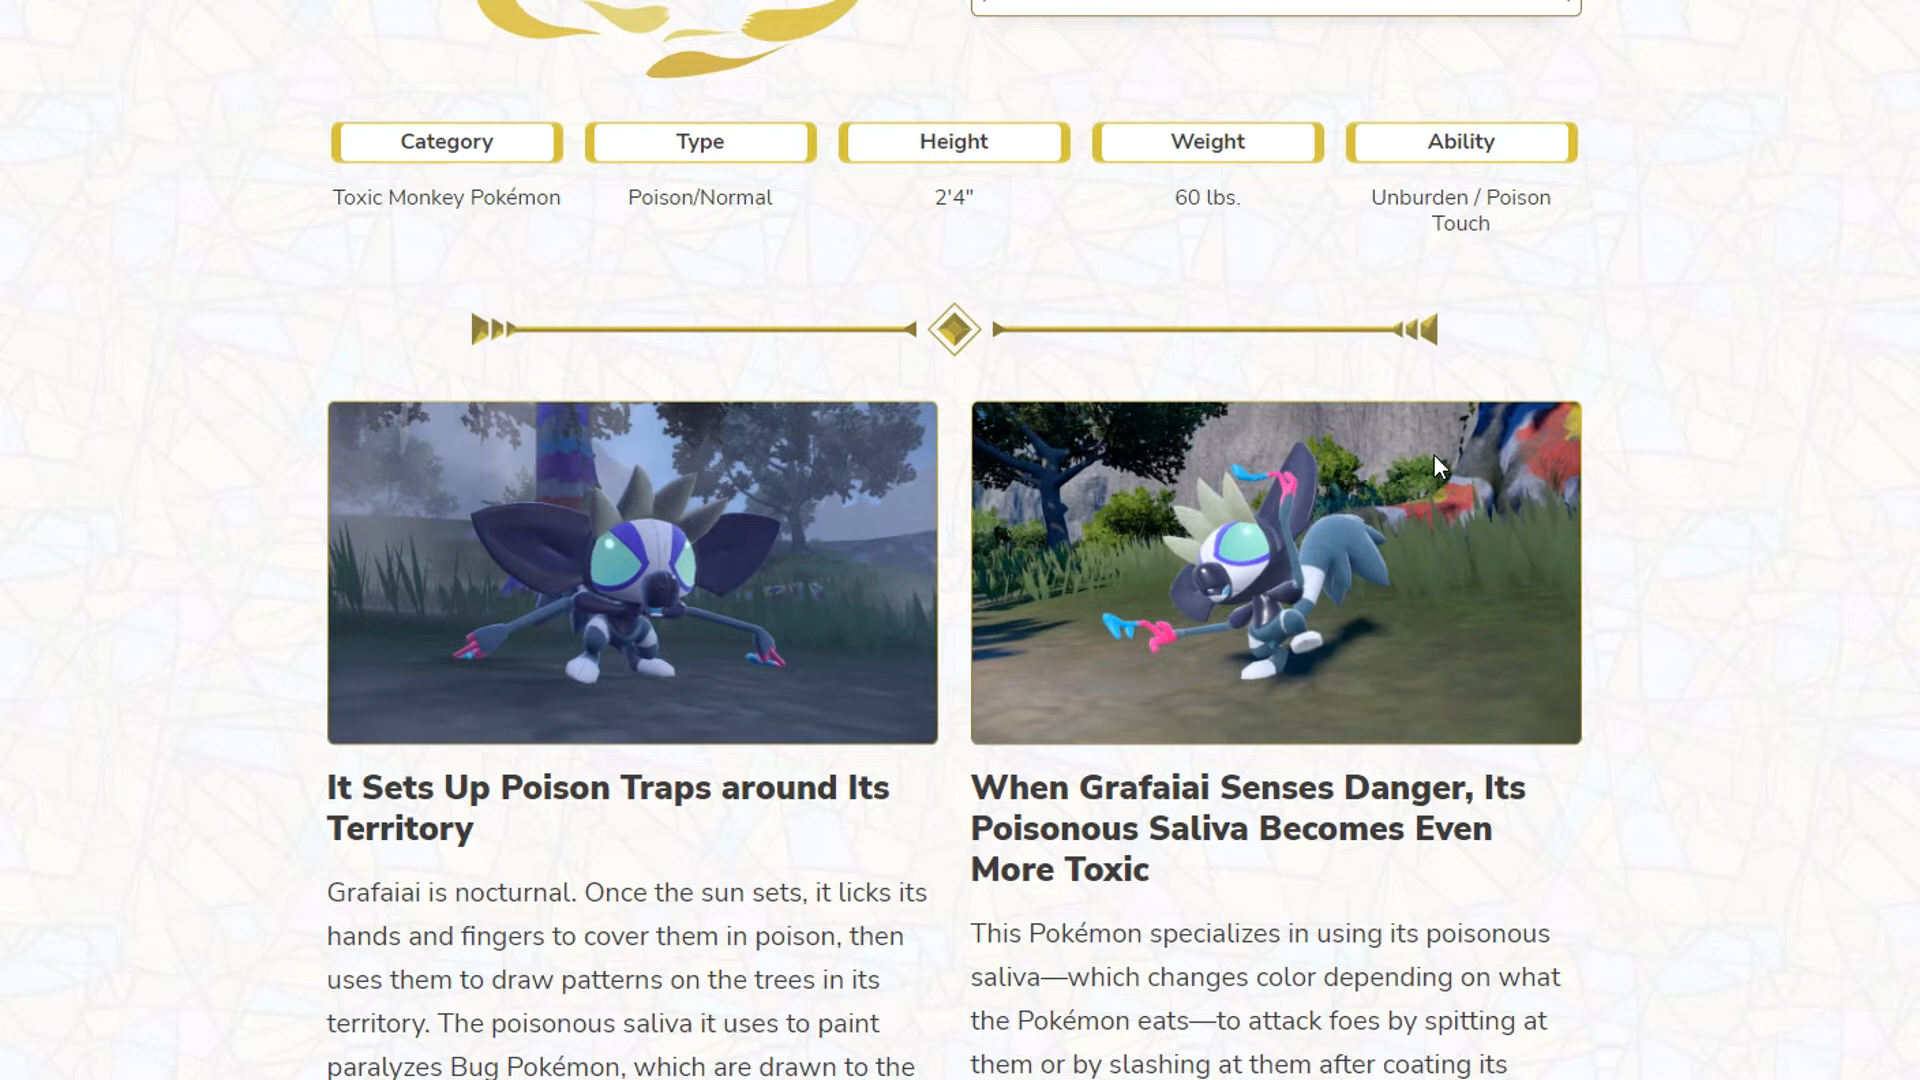 Category
Type
Height
Weight
Ability
Toxic Monkey Pokémon
Poison/Normal
2'4"
60 lbs.
Unburden / Poison
Touch
It Sets Up Poison Traps around Its
Territory
Grafaiai is nocturnal. Once the sun sets, it licks its
hands and fingers to cover them in poison, then
uses them to draw patterns on the trees in its
territory. The poisonous saliva it uses to paint
paralyzes Bug Pokémon, which are drawn to the
When Grafaiai Senses Danger, Its
Poisonous Saliva Becomes Even
More Toxic
This Pokémon specializes in using its poisonous
saliva—which changes color depending on what
the Pokémon eats—to attack foes by spitting at
them or by slashing at them after coating its